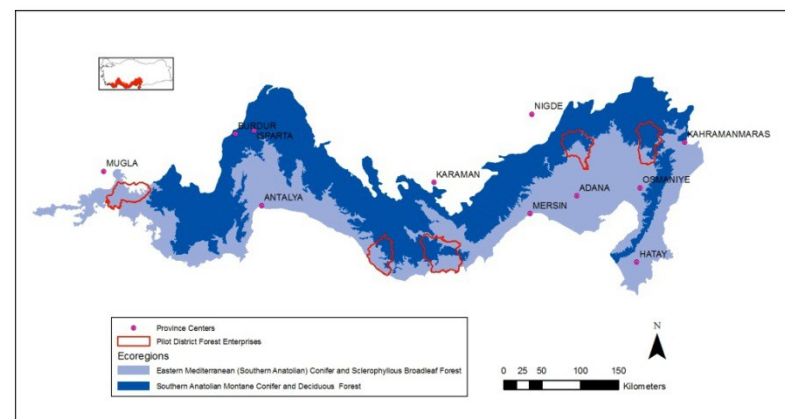 NIGDE
BURDUR
ISPARTA
KAHRAMANMARAS
MUGLA
KARAMAN
OSMANIYE
ADANA
ANTALYA
MERSIN
HATAY
Province Centers
Pilot District Forest Enterprises
Ecoregions
Eastern Mediterranean (Southern Anatolian) Conifer and Sclerophyllous Broadleaf Forest
Southern Anatolian Montane Conifer and Deciduous Forest
N
0 25 50 100 150
Kilometers